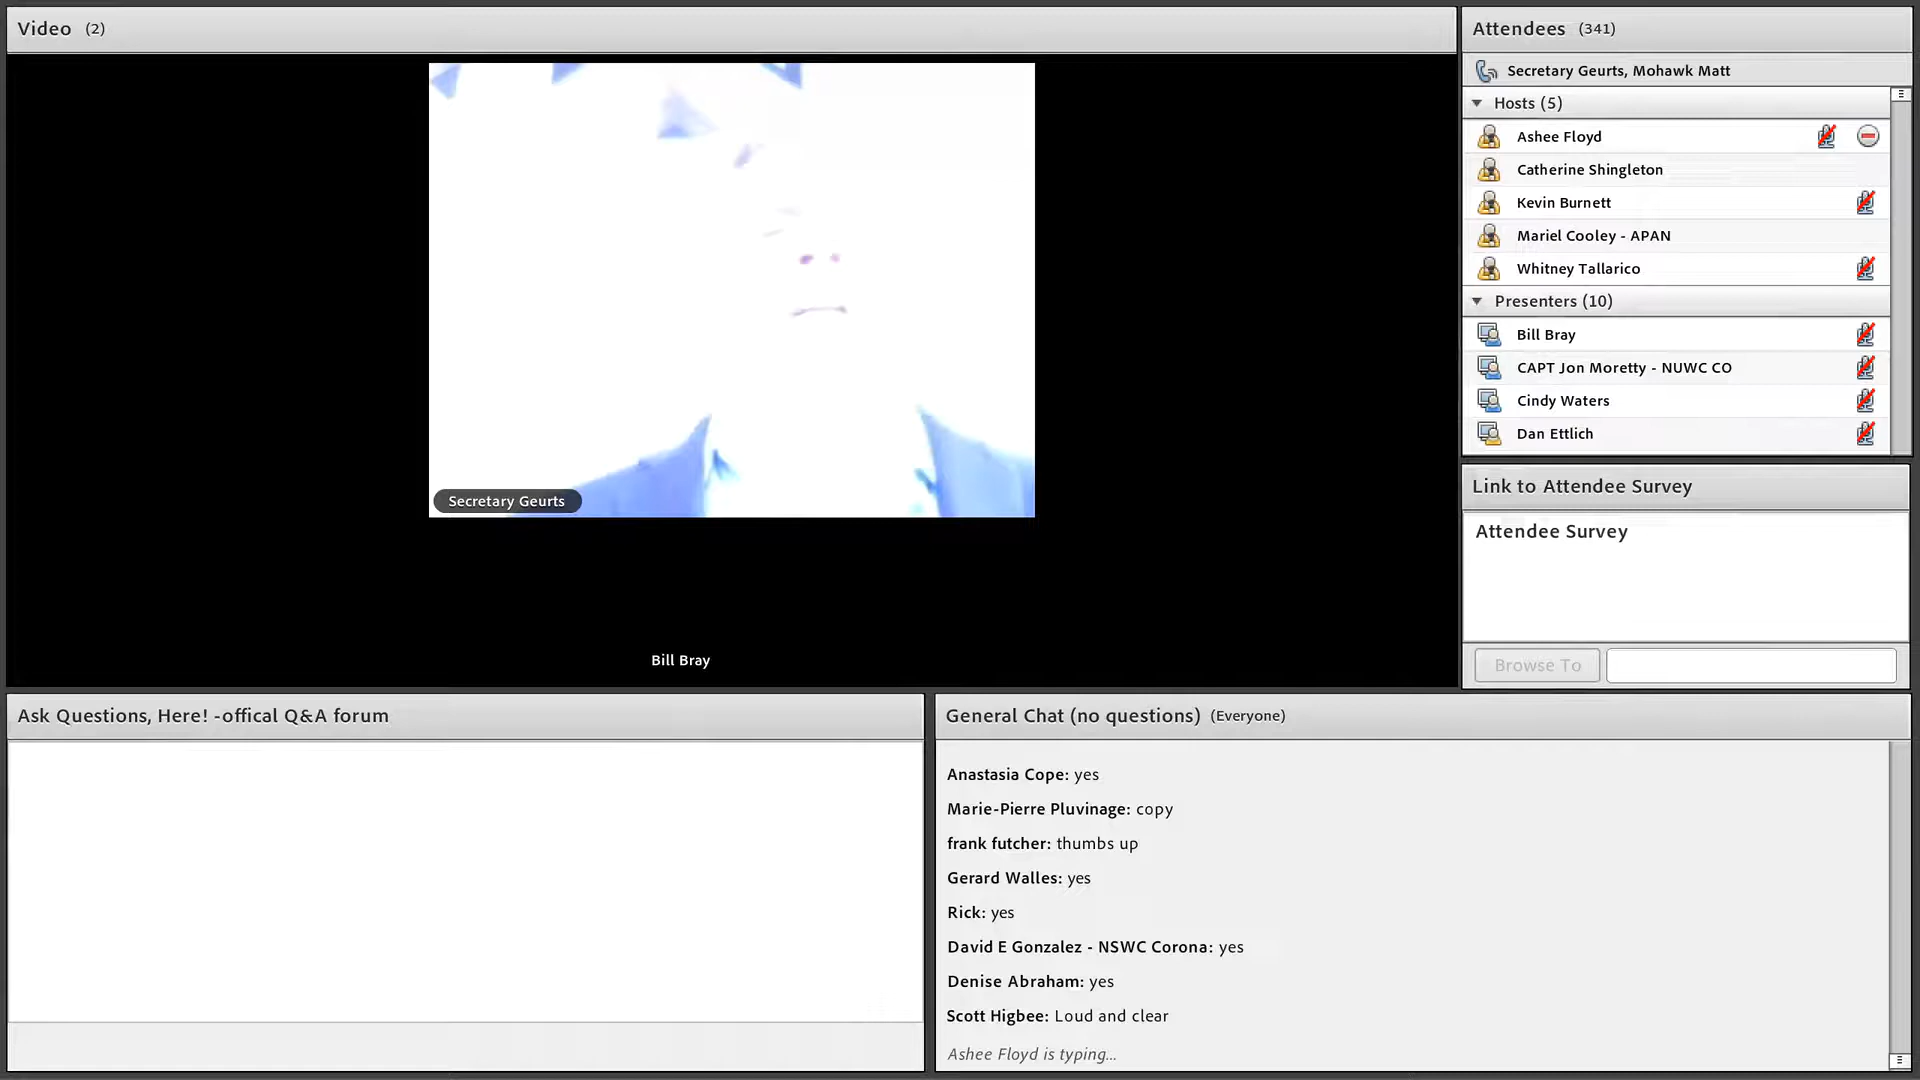 Video (2)
Secretary Geurts
Bill Bray
Attendees (341)
Secretary Geurts, Mohawk Matt
Hosts (5)
Ashee Floyd
Catherine Shingleton
Kevin Burnett
Mariel Cooley - APAN
Whitney Tallarico
Presenters (10)
Bill Bray
CAPT Jon Moretty - NUWC CO
Cindy Waters
Dan Ettlich
Link to Attendee Survey
Attendee Survey
Browse To
Ask Questions, Here! -offical Q&A forum
General Chat (no questions) (Everyone)
Anastasia Cope: yes
Marie-Pierre Pluvinage: copy
frank futcher: thumbs up
Gerard Walles: yes
Rick: yes
David E Gonzalez - NSWC Corona: yes
Denise Abraham: yes
Scott Higbee: Loud and clear
Ashee Floyd is typing...